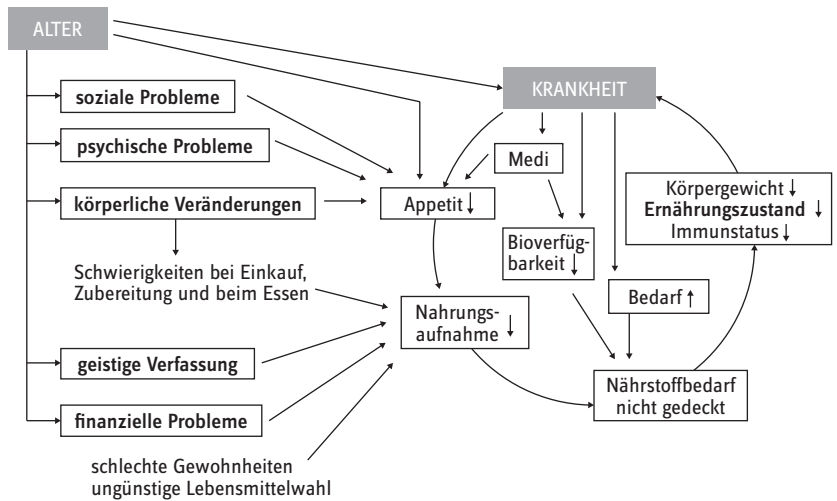 ALTER
KRANKHEIT
soziale Probleme
psychische Probleme
Medi
körperliche Veränderungen
Appetit ↓
Körpergewicht ↓
Ernährungszustand ↓
Immunstatus ↓
Bioverfüg-
barkeit ↓
Schwierigkeiten bei Einkauf,
Zubereitung und beim Essen
Bedarf ↑
Nahrungs-
aufnahme ↓
geistige Verfassung
Nährstoffbedarf
nicht gedeckt
finanzielle Probleme
schlechte Gewohnheiten
ungünstige Lebensmittelwahl